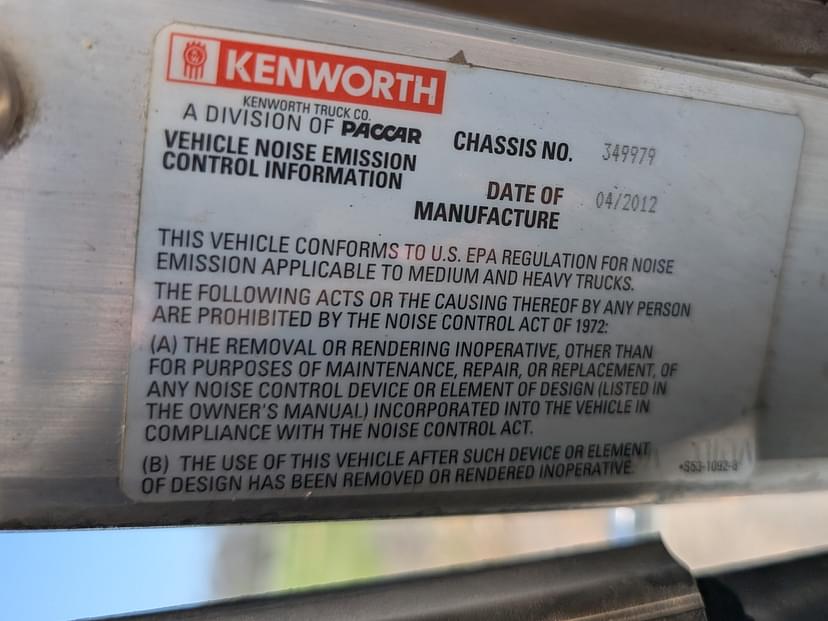 KENWORTH
KENWORTH TRUCK CO.
A DIVISION OF PACCAR
VEHICLE NOISE EMISSION
CONTROL INFORMATION
CHASSIS NO. 349979
DATE OF
MANUFACTURE 04/2012
THIS VEHICLE CONFORMS TO U.S. EPA REGULATION FOR NOISE
EMISSION APPLICABLE TO MEDIUM AND HEAVY TRUCKS.
THE FOLLOWING ACTS OR THE CAUSING THEREOF BY ANY PERSON
ARE PROHIBITED BY THE NOISE CONTROL ACT OF 1972:
(A) THE REMOVAL OR RENDERING INOPERATIVE, OTHER THAN
FOR PURPOSES OF MAINTENANCE, REPAIR, OR REPLACEMENT, OF
ANY NOISE CONTROL DEVICE OR ELEMENT OF DESIGN (LISTED IN
THE OWNER'S MANUAL) INCORPORATED INTO THE VEHICLE IN
COMPLIANCE WITH THE NOISE CONTROL ACT.
(B) THE USE OF THIS VEHICLE AFTER SUCH DEVICE OR ELEMENT
OF DESIGN HAS BEEN REMOVED OR RENDERED INOPERATIVE.